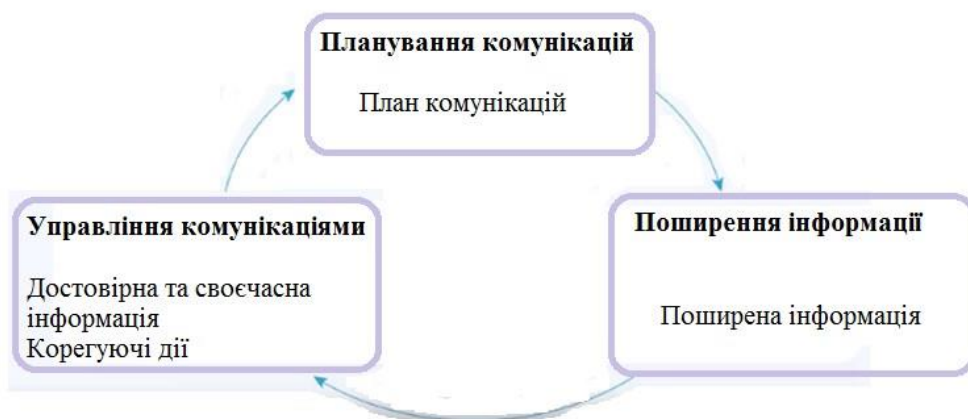 Планування комунікацій
План комунікацій
Управління комунікаціями
Достовірна та своєчасна
інформація
Корегуючі дії
Поширення інформації
Поширена інформація